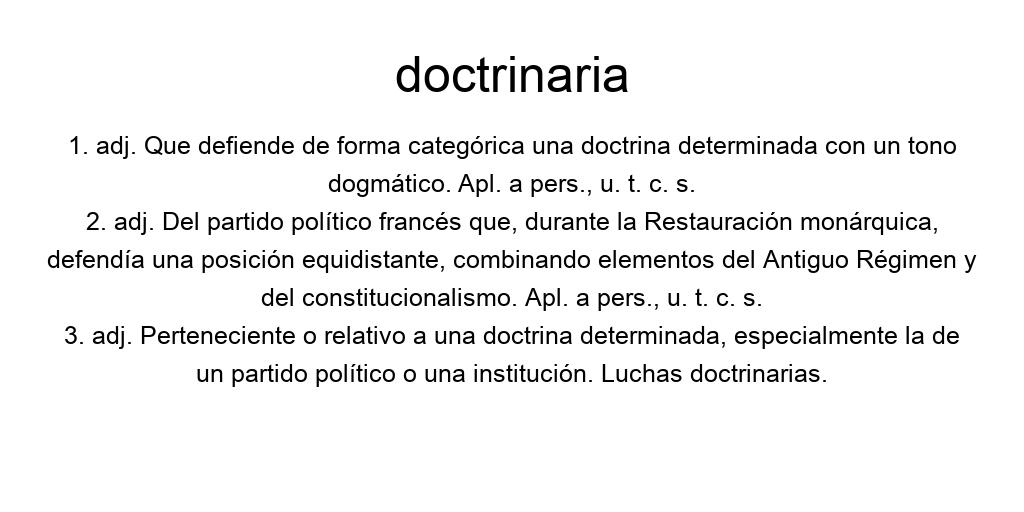 doctrinaria
1. adj. Que defiende de forma categórica una doctrina determinada con un tono
dogmático. Apl. a pers., u. t. c. s.
2. adj. Del partido político francés que, durante la Restauración monárquica,
defendía una posición equidistante, combinando elementos del Antiguo Régimen y
del constitucionalismo. Apl. a pers., u. t. c. s.
3. adj. Perteneciente o relativo a una doctrina determinada, especialmente la de
un partido político o una institución. Luchas doctrinarias.